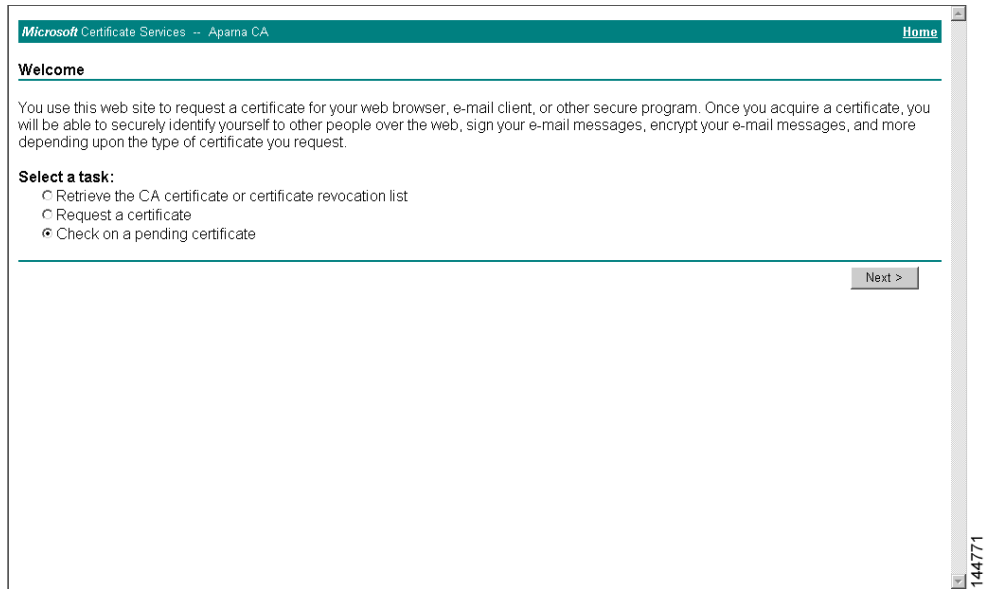 Microsoft Certificate Services -- Aparna CA Home
Welcome
You use this web site to request a certificate for your web browser, e-mail client, or other secure program. Once you acquire a certificate, you
will be able to securely identify yourself to other people over the web, sign your e-mail messages, encrypt your e-mail messages, and more
depending upon the type of certificate you request.
Select a task:
Retrieve the CA certificate or certificate revocation list
Request a certificate
Check on a pending certificate
Next >
144771